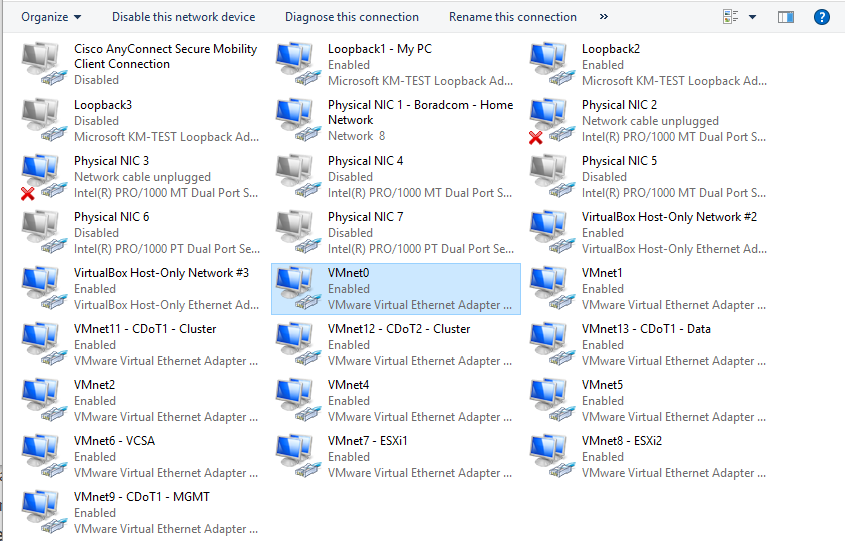 Organize Disable this network device Diagnose this connection Rename this connection »
Cisco AnyConnect Secure Mobility
Client Connection
Disabled
Loopback1 - My PC
Enabled
Microsoft KM-TEST Loopback Ad...
Loopback2
Enabled
Microsoft KM-TEST Loopback Ad...
Loopback3
Disabled
Microsoft KM-TEST Loopback Ad...
Physical NIC 1 - Boradcom - Home
Network
Network 8
Physical NIC 2
Network cable unplugged
Intel(R) PRO/1000 MT Dual Port S...
Physical NIC 3
Network cable unplugged
Intel(R) PRO/1000 MT Dual Port S...
Physical NIC 4
Disabled
Intel(R) PRO/1000 MT Dual Port S...
Physical NIC 5
Disabled
Intel(R) PRO/1000 MT Dual Port S...
Physical NIC 6
Disabled
Intel(R) PRO/1000 PT Dual Port Se...
Physical NIC 7
Disabled
Intel(R) PRO/1000 PT Dual Port Se...
VirtualBox Host-Only Network #2
Enabled
VirtualBox Host-Only Ethernet Ad...
VirtualBox Host-Only Network #3
Enabled
VirtualBox Host-Only Ethernet Ad...
VMnet0
Enabled
VMware Virtual Ethernet Adapter ...
VMnet1
Enabled
VMware Virtual Ethernet Adapter ...
VMnet11 - CDoT1 - Cluster
Enabled
VMware Virtual Ethernet Adapter ...
VMnet12 - CDoT2 - Cluster
Enabled
VMware Virtual Ethernet Adapter ...
VMnet13 - CDoT1 - Data
Enabled
VMware Virtual Ethernet Adapter ...
VMnet2
Enabled
VMware Virtual Ethernet Adapter ...
VMnet4
Enabled
VMware Virtual Ethernet Adapter ...
VMnet5
Enabled
VMware Virtual Ethernet Adapter ...
VMnet6 - VCSA
Enabled
VMware Virtual Ethernet Adapter ...
VMnet7 - ESXi1
Enabled
VMware Virtual Ethernet Adapter ...
VMnet8 - ESXi2
Enabled
VMware Virtual Ethernet Adapter ...
VMnet9 - CDoT1 - MGMT
Enabled
VMware Virtual Ethernet Adapter ...